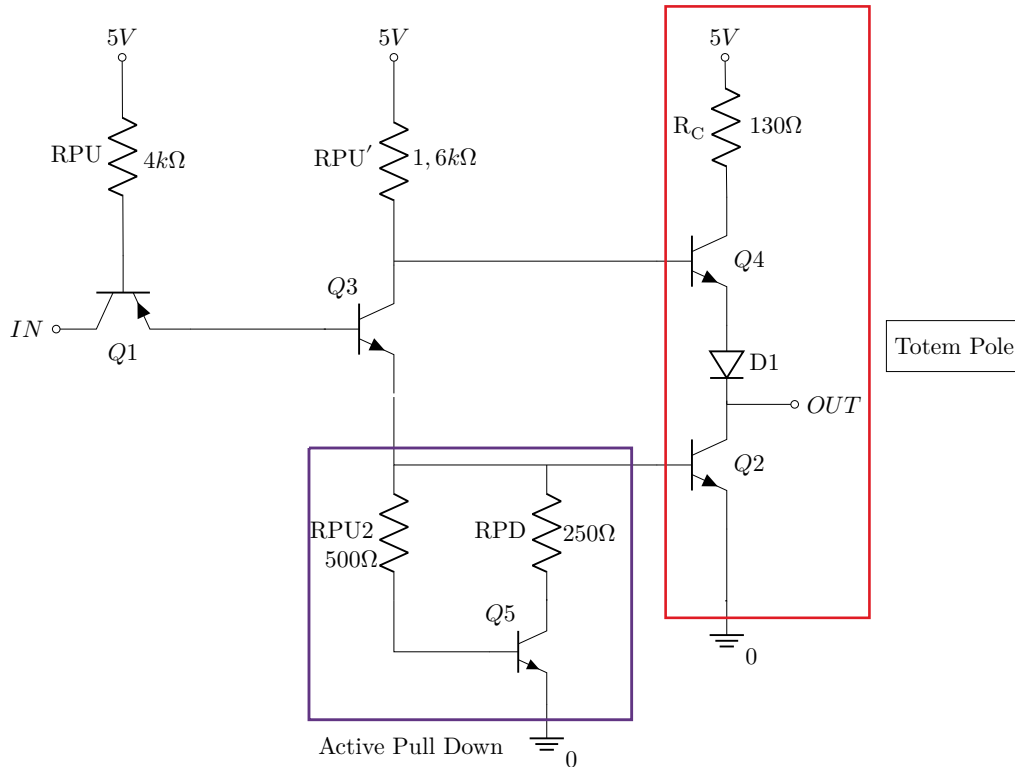 5V
5V
5V
RPU
4kΩ
RPU′
1,6kΩ
R_C
130Ω
Q4
Q3
IN
Q1
Totem Pole
D1
OUT
Q2
RPU2
500Ω
RPD
250Ω
Q5
0
Active Pull Down
0